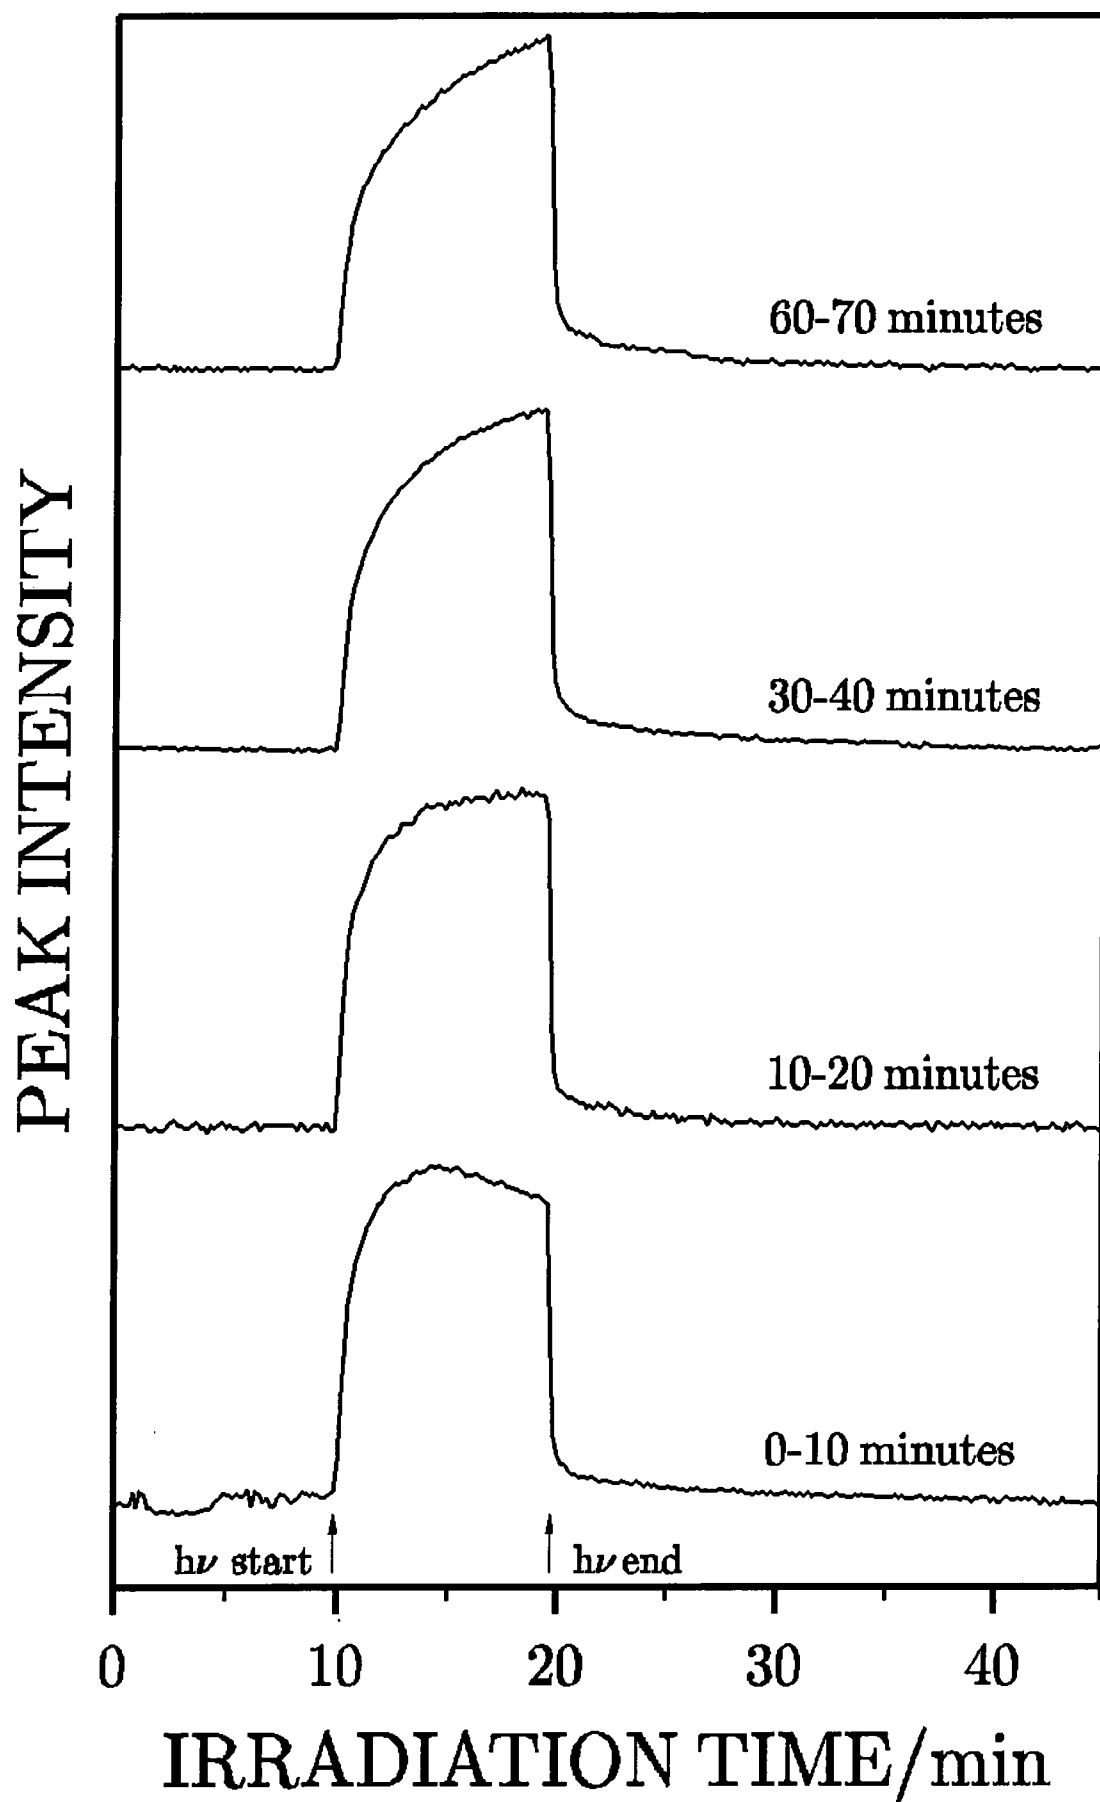 60-70 minutes
30-40 minutes
10-20 minutes
0-10 minutes
hν start
hν end
0 10 20 30 40
IRRADIATION TIME/min
PEAK INTENSITY